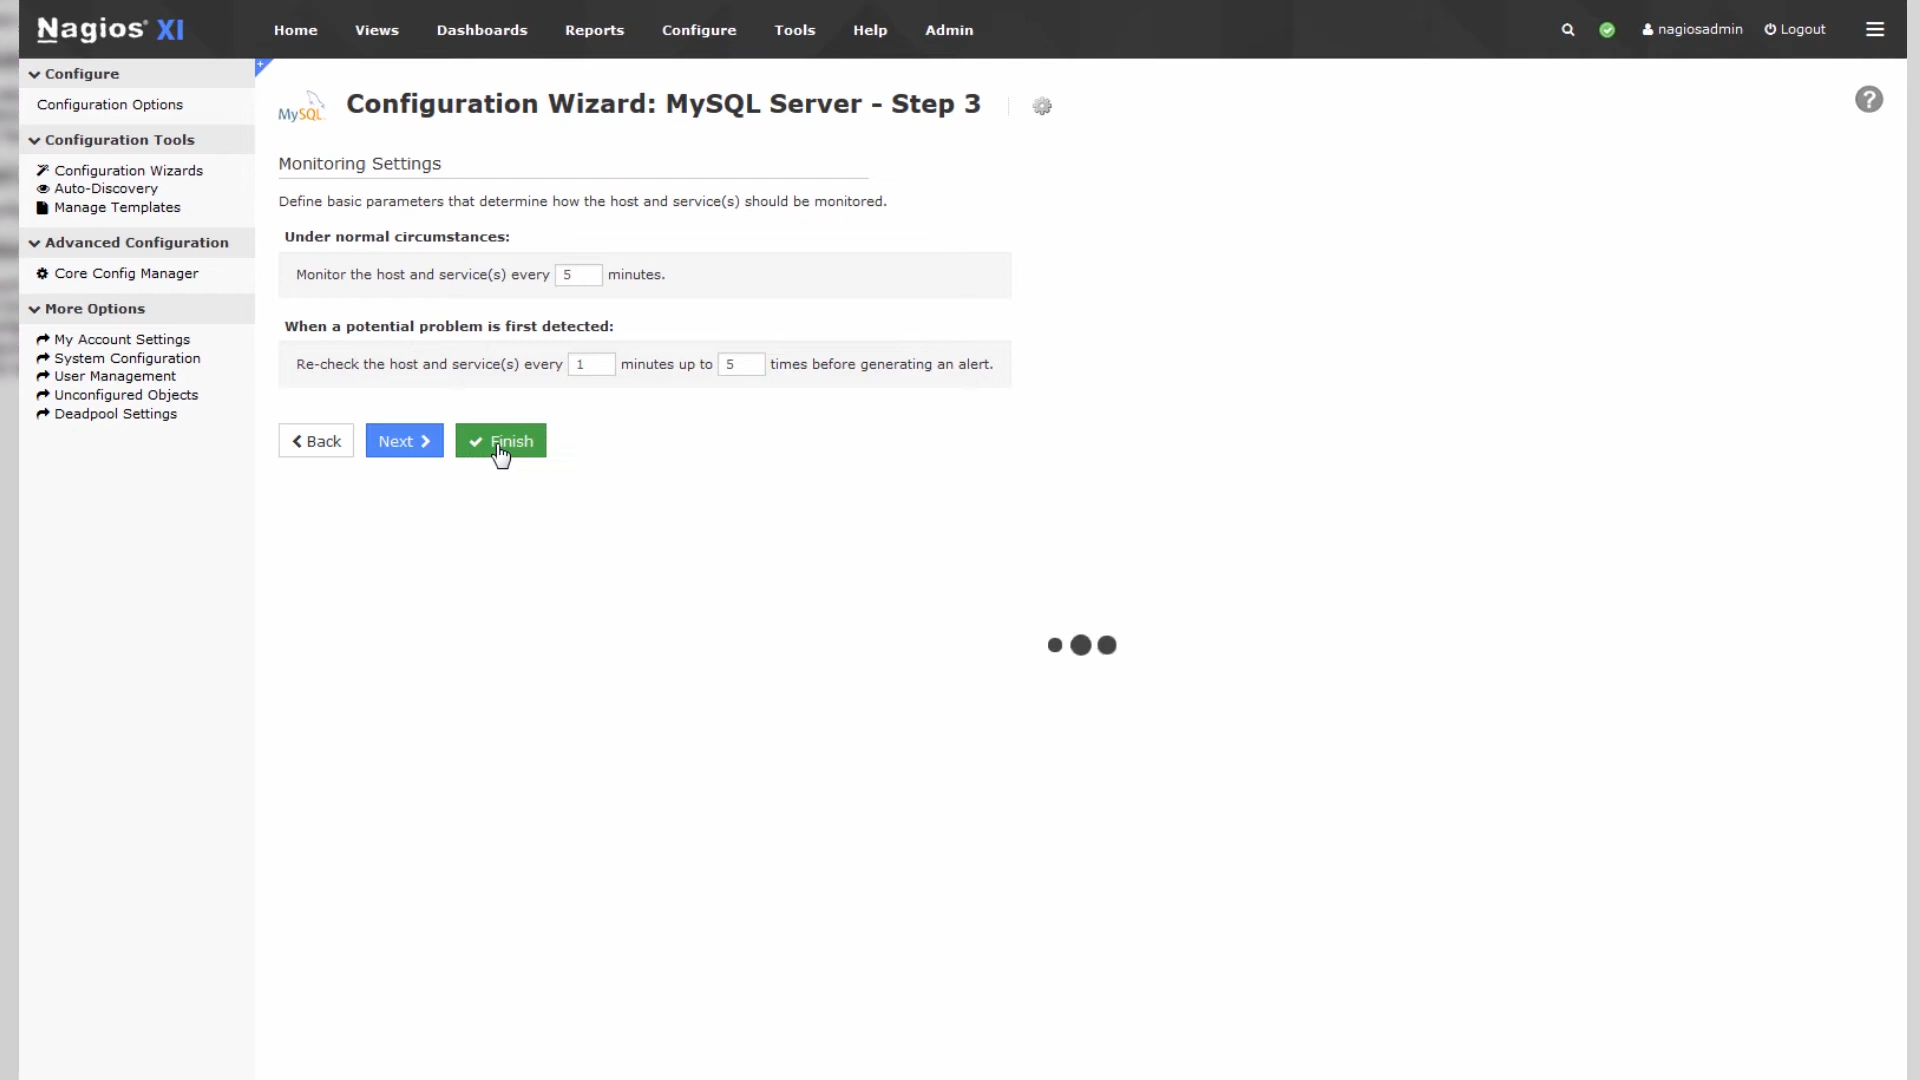 Nagios® XI
Home Views Dashboards Reports Configure Tools Help Admin
nagiosadmin Logout
Configure
Configuration Options
Configuration Tools
Configuration Wizards
Auto-Discovery
Manage Templates
Advanced Configuration
Core Config Manager
More Options
My Account Settings
System Configuration
User Management
Unconfigured Objects
Deadpool Settings
+
MySQL
Configuration Wizard: MySQL Server - Step 3
?
Monitoring Settings
Define basic parameters that determine how the host and service(s) should be monitored.
Under normal circumstances:
Monitor the host and service(s) every 5 minutes.
When a potential problem is first detected:
Re-check the host and service(s) every 1 minutes up to 5 times before generating an alert.
Back Next Finish